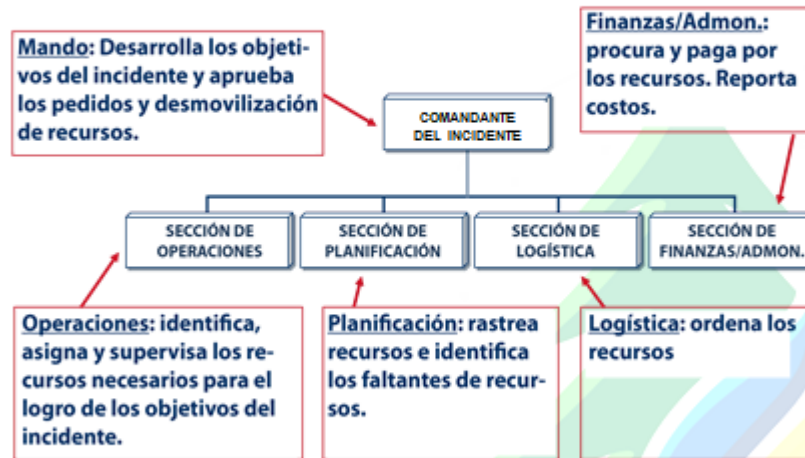 Mando: Desarrolla los objeti-
vos del incidente y aprueba
los pedidos y desmovilización
de recursos.
Finanzas/Admon.:
procura y paga por
los recursos. Reporta
costos.
COMANDANTE
DEL INCIDENTE
SECCIÓN DE
OPERACIONES
SECCIÓN DE
PLANIFICACIÓN
SECCIÓN DE
LOGÍSTICA
SECCIÓN DE
FINANZAS/ADMON.
Operaciones: identifica,
asigna y supervisa los re-
cursos necesarios para el
logro de los objetivos del
incidente.
Planificación: rastrea
recursos e identifica
los faltantes de recur-
sos.
Logística: ordena los
recursos